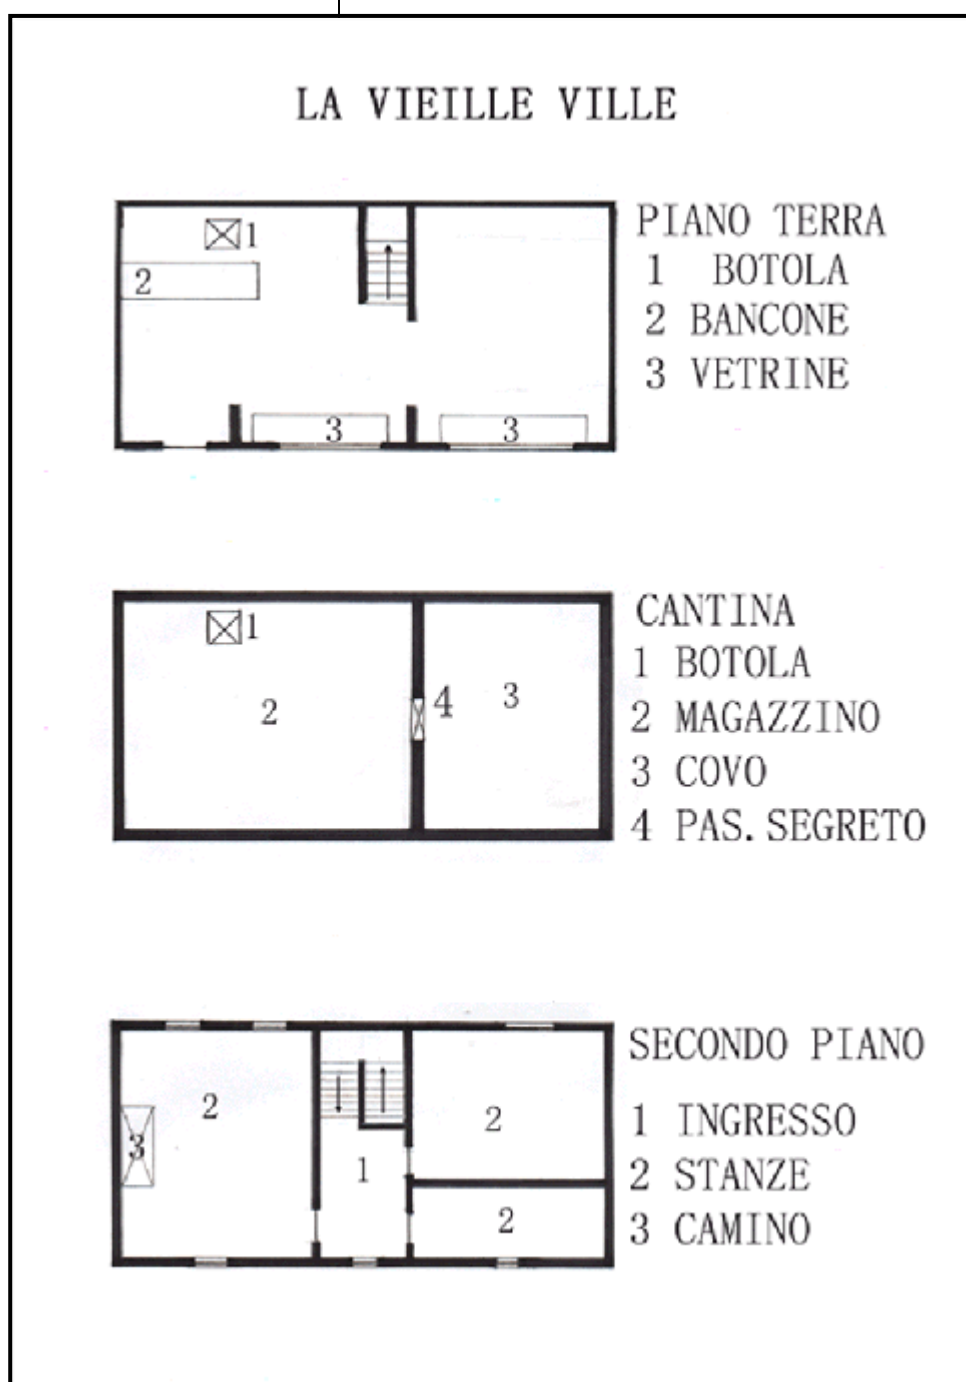 LA VIEILLE VILLE
PIANO TERRA
1 BOTOLA
2 BANCONE
3 VETRINE
1
2
3
3
CANTINA
1 BOTOLA
2 MAGAZZINO
3 COVO
4 PAS. SEGRETO
1
2
4
3
SECONDO PIANO
1 INGRESSO
2 STANZE
3 CAMINO
2
3
1
2
2